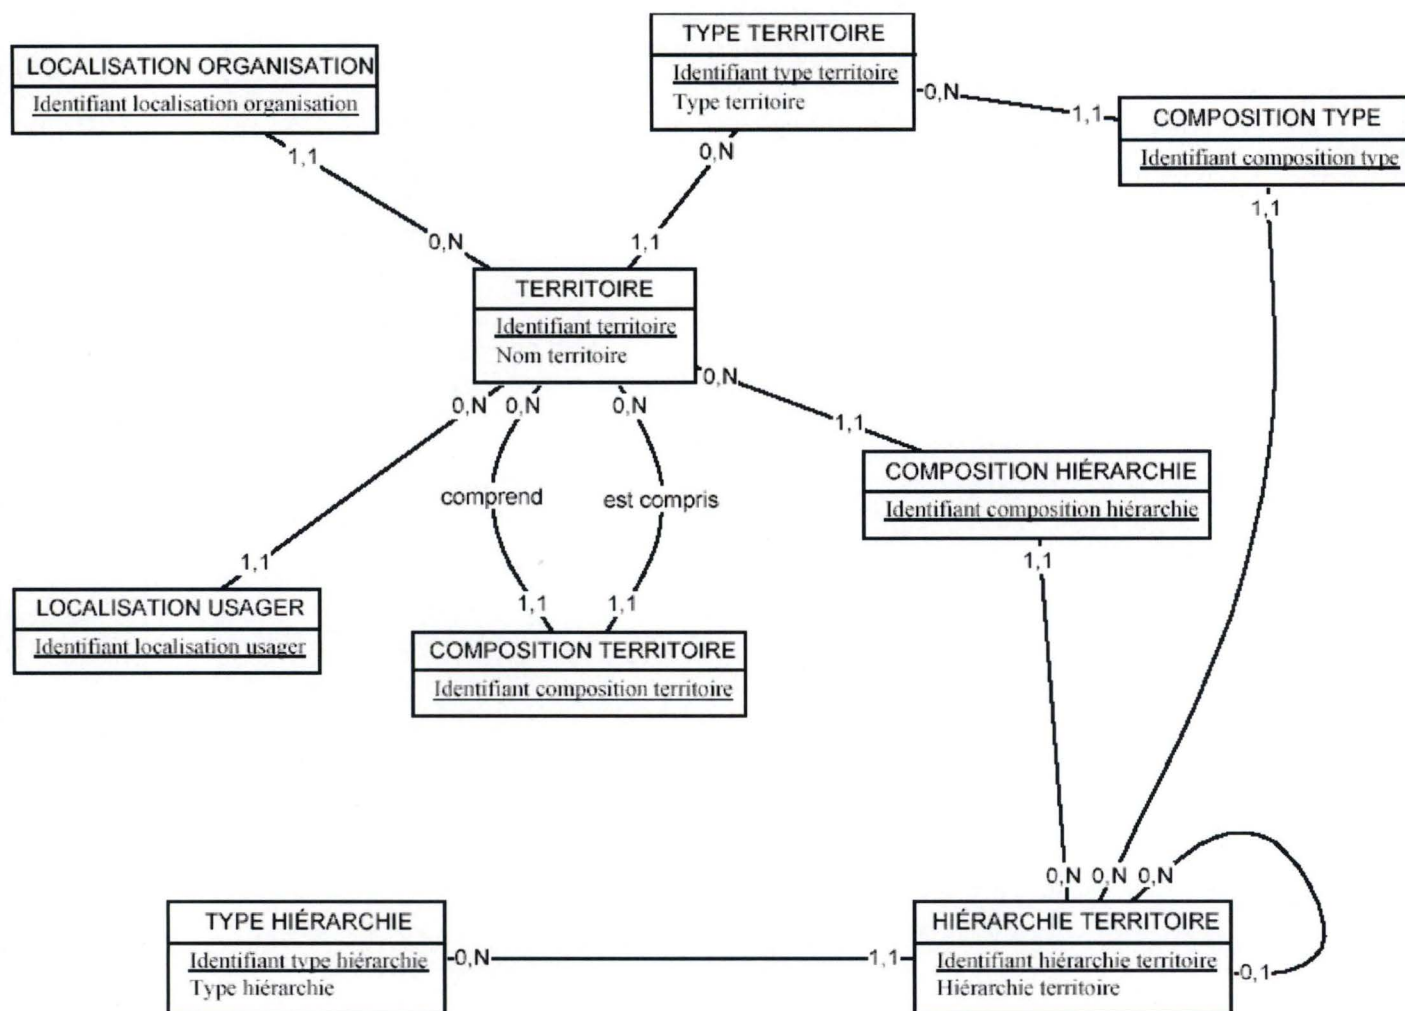 TYPE TERRITOIRE
Identifiant type territoire
Type territoire
LOCALISATION ORGANISATION
Identifiant localisation organisation
0,N
1,1
COMPOSITION TYPE
Identifiant composition type
1,1
0,N
1,1
0,N
1,1
TERRITOIRE
Identifiant territoire
Nom territoire
0,N
0,N
0,N
0,N
1,1
COMPOSITION HIÉRARCHIE
Identifiant composition hiérarchie
comprend
est compris
1,1
1,1
LOCALISATION USAGER
Identifiant localisation usager
1,1
1,1
COMPOSITION TERRITOIRE
Identifiant composition territoire
0,N
0,N
0,N
TYPE HIÉRARCHIE
Identifiant type hiérarchie
Type hiérarchie
0,N
1,1
HIÉRARCHIE TERRITOIRE
Identifiant hiérarchie territoire
Hiérarchie territoire
0,1